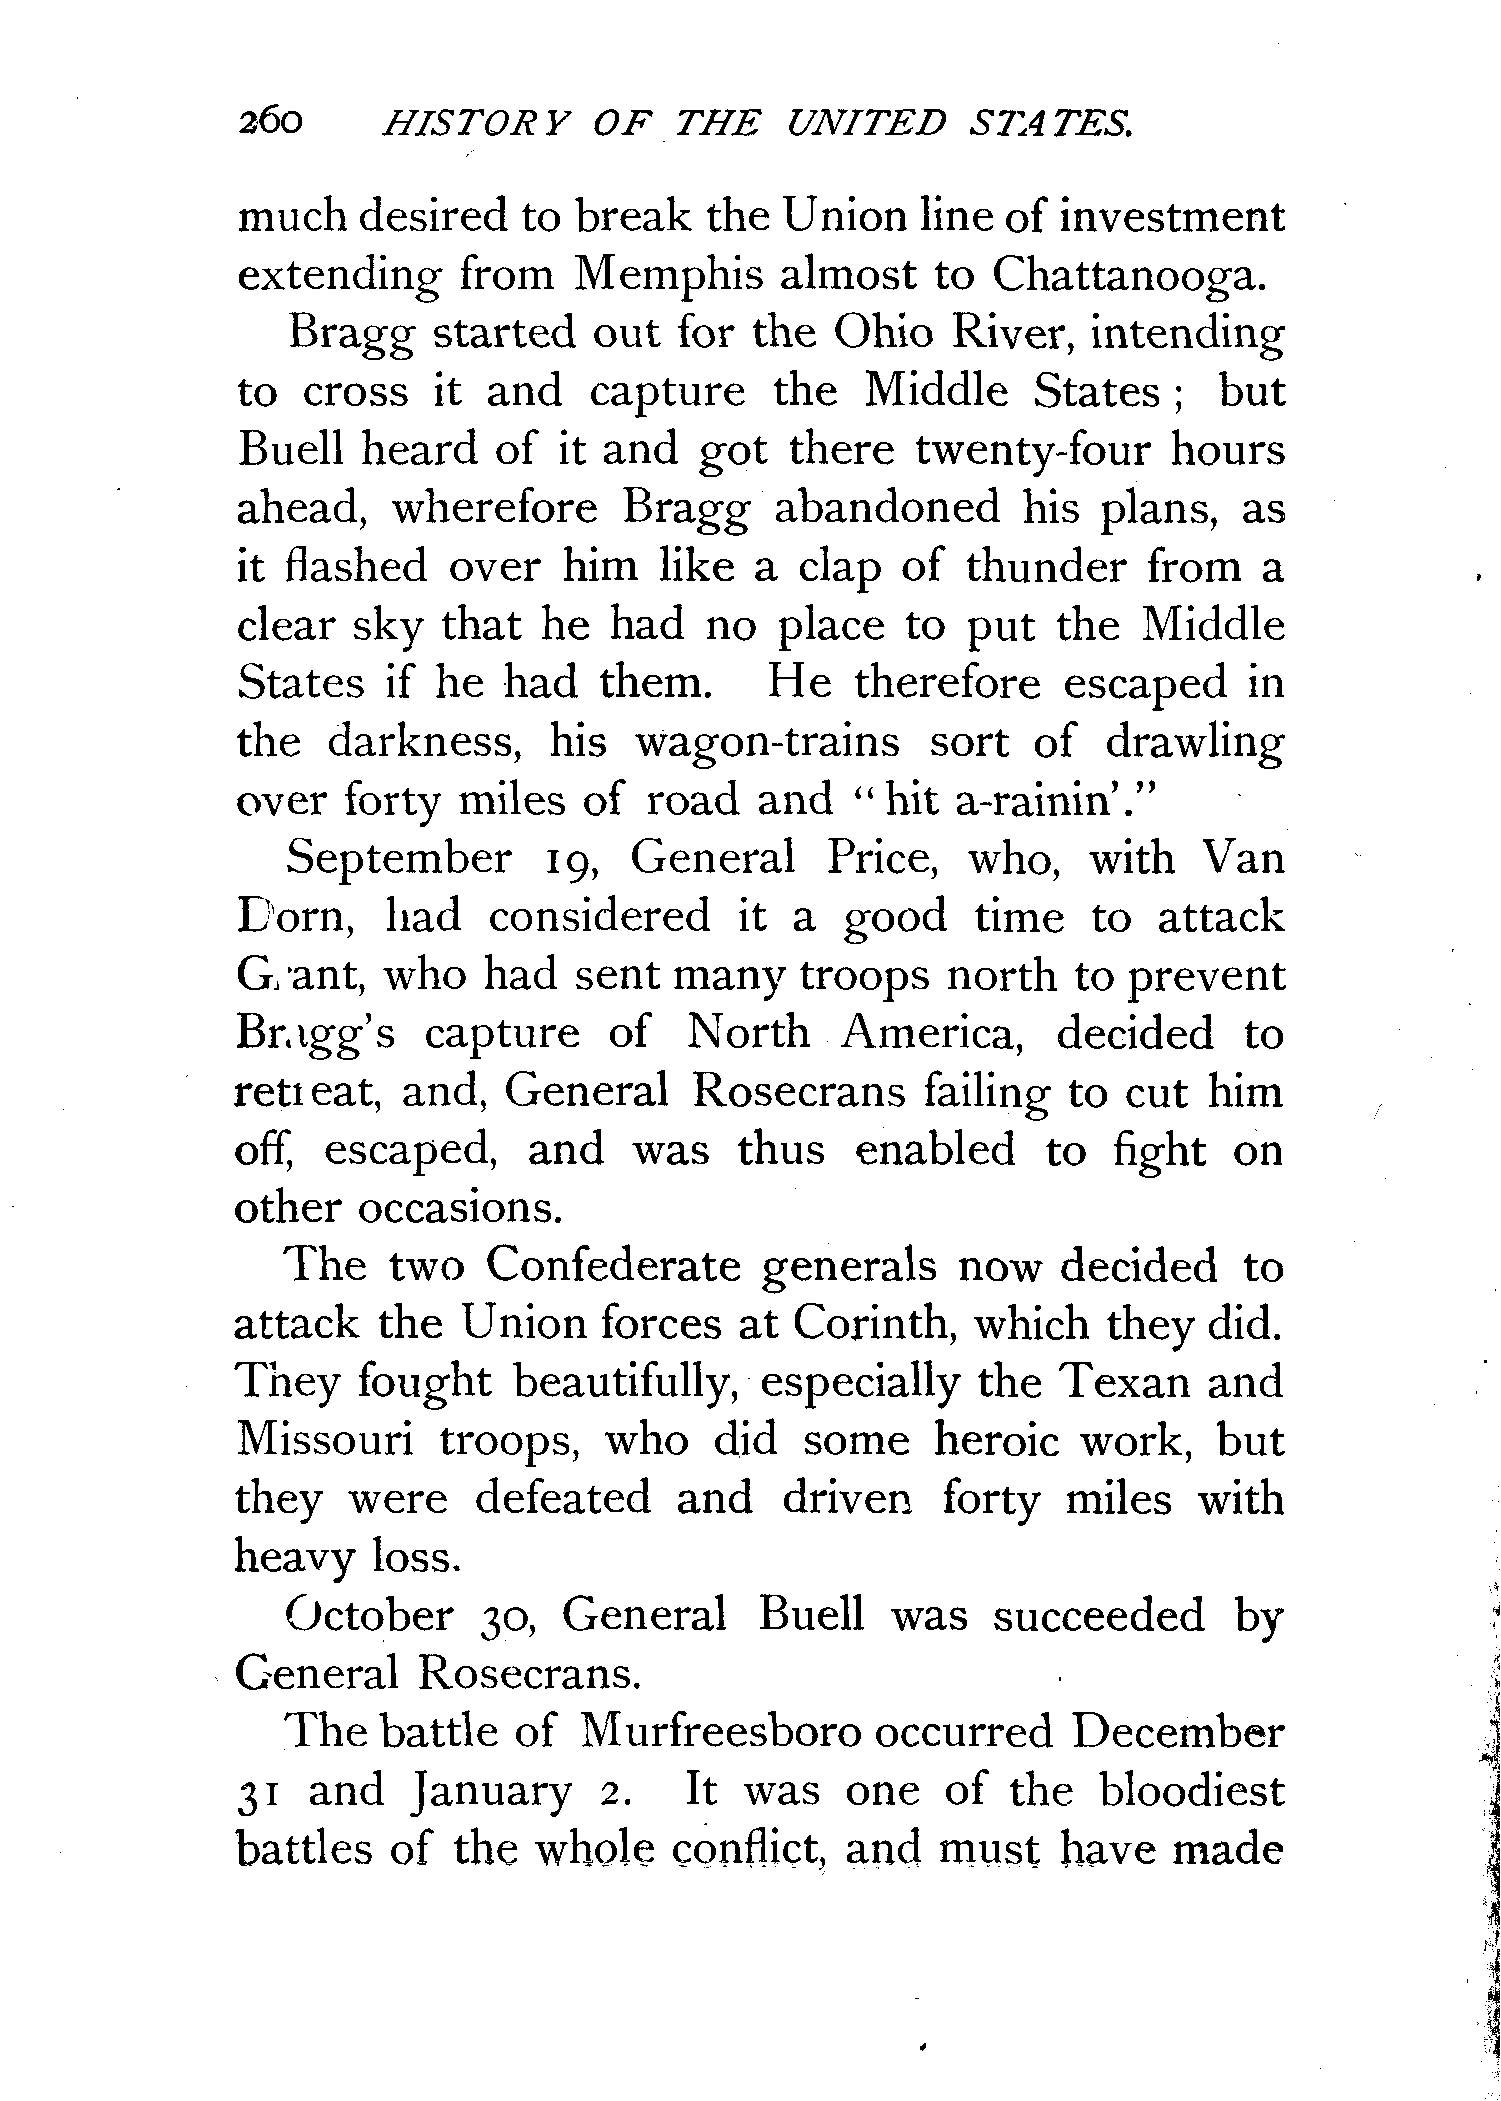 260 HISTORY OF THE UNITED STATES.
much desired to break the Union line of investment
extending from Memphis almost to Chattanooga.
Bragg started out for the Ohio River, intending
to cross it and capture the Middle States ; but
Buell heard of it and got there twenty-four hours
ahead, wherefore Bragg abandoned his plans, as
it flashed over him like a clap of thunder from a
clear sky that he had no place to put the Middle
States if he had them. He therefore escaped in
the darkness, his wagon-trains sort of drawling
over forty miles of road and “ hit a-rainin’.”
September 19, General Price, who, with Van
Dorn, had considered it a good time to attack
Grant, who had sent many troops north to prevent
Bragg’s capture of North America, decided to
retreat, and, General Rosecrans failing to cut him
off, escaped, and was thus enabled to fight on
other occasions.
The two Confederate generals now decided to
attack the Union forces at Corinth, which they did.
They fought beautifully, especially the Texan and
Missouri troops, who did some heroic work, but
they were defeated and driven forty miles with
heavy loss.
October 30, General Buell was succeeded by
General Rosecrans.
The battle of Murfreesboro occurred December
31 and January 2. It was one of the bloodiest
battles of the whole conflict, and must have made